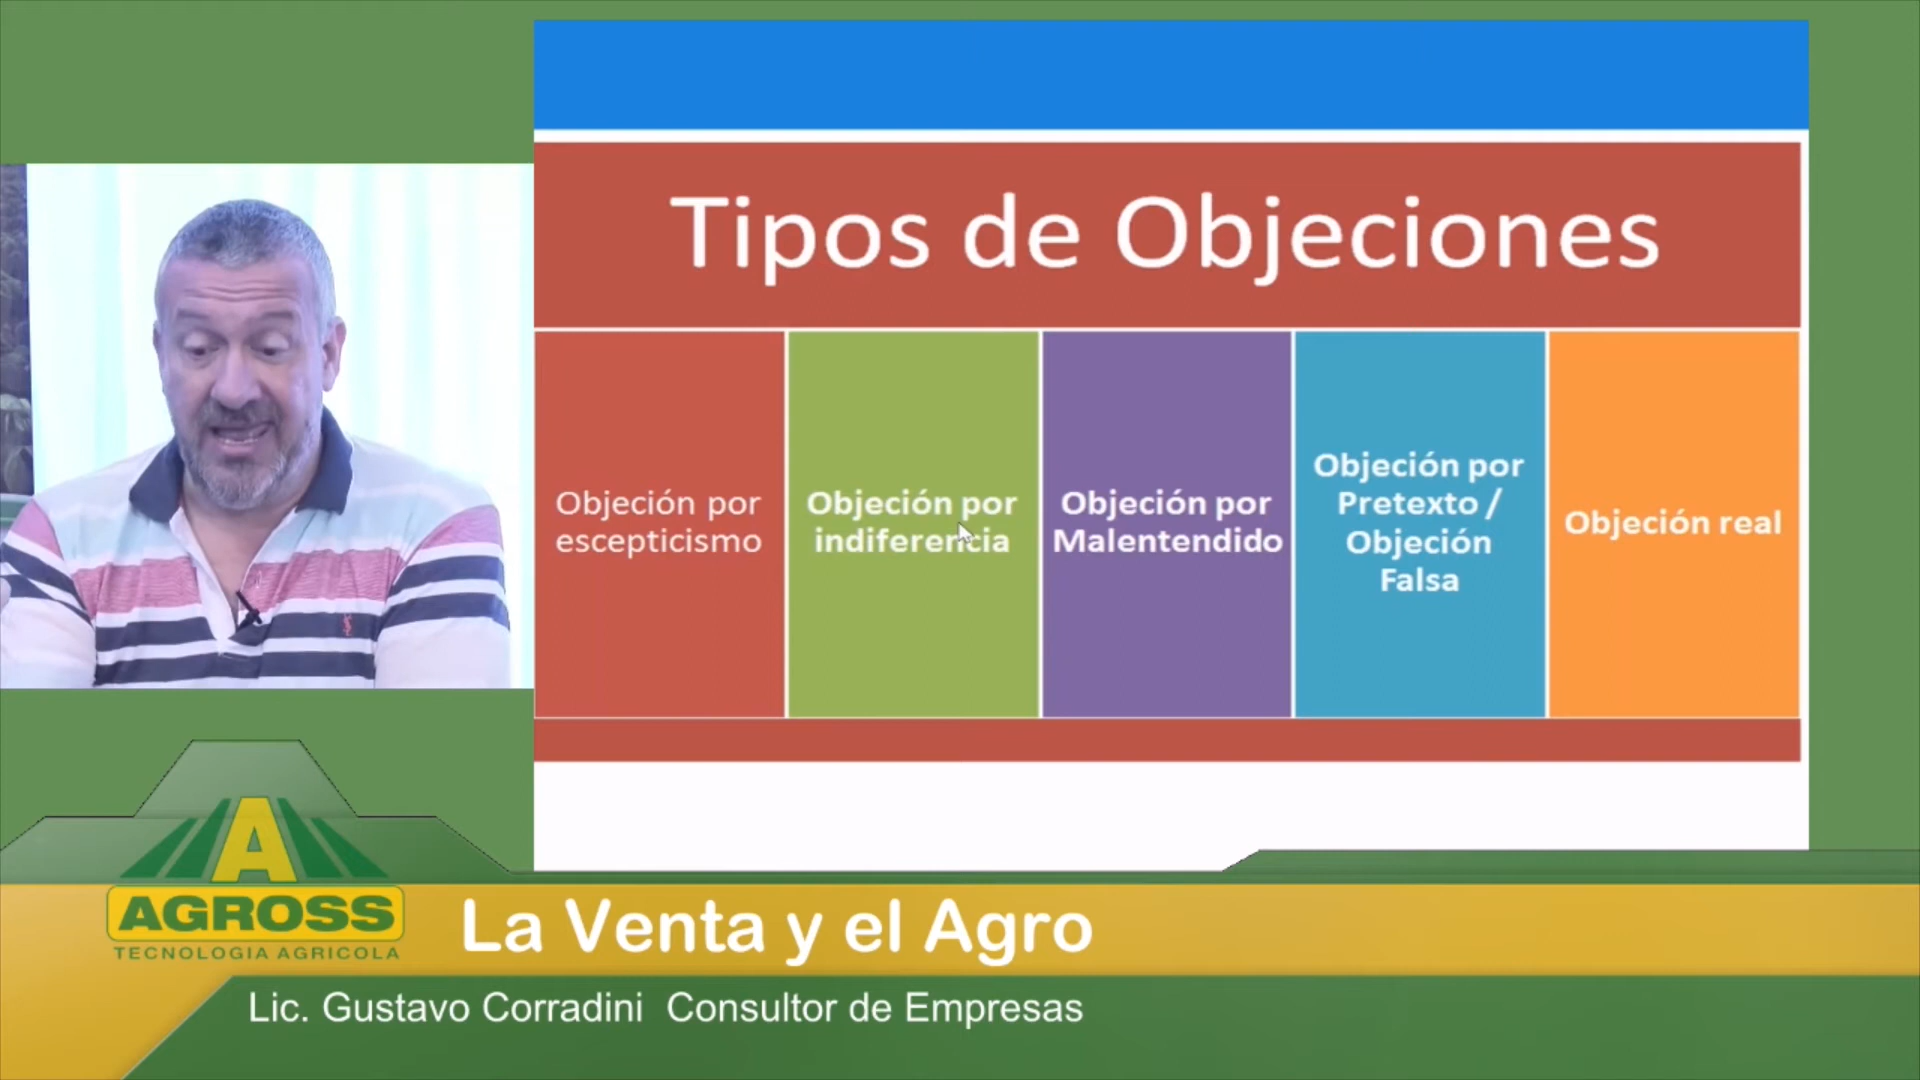 Tipos de Objeciones
Objeción por
escepticismo
Objeción por
indiferencia
Objeción por
Malentendido
Objeción por
Pretexto /
Objeción
Falsa
Objeción real
A
AGROSS
TECNOLOGIA AGRICOLA
La Venta y el Agro
Lic. Gustavo Corradini Consultor de Empresas